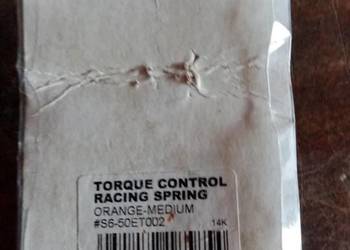 TORQUE CONTROL
RACING SPRING
ORANGE-MEDIUM
#S6-50ET002 14K